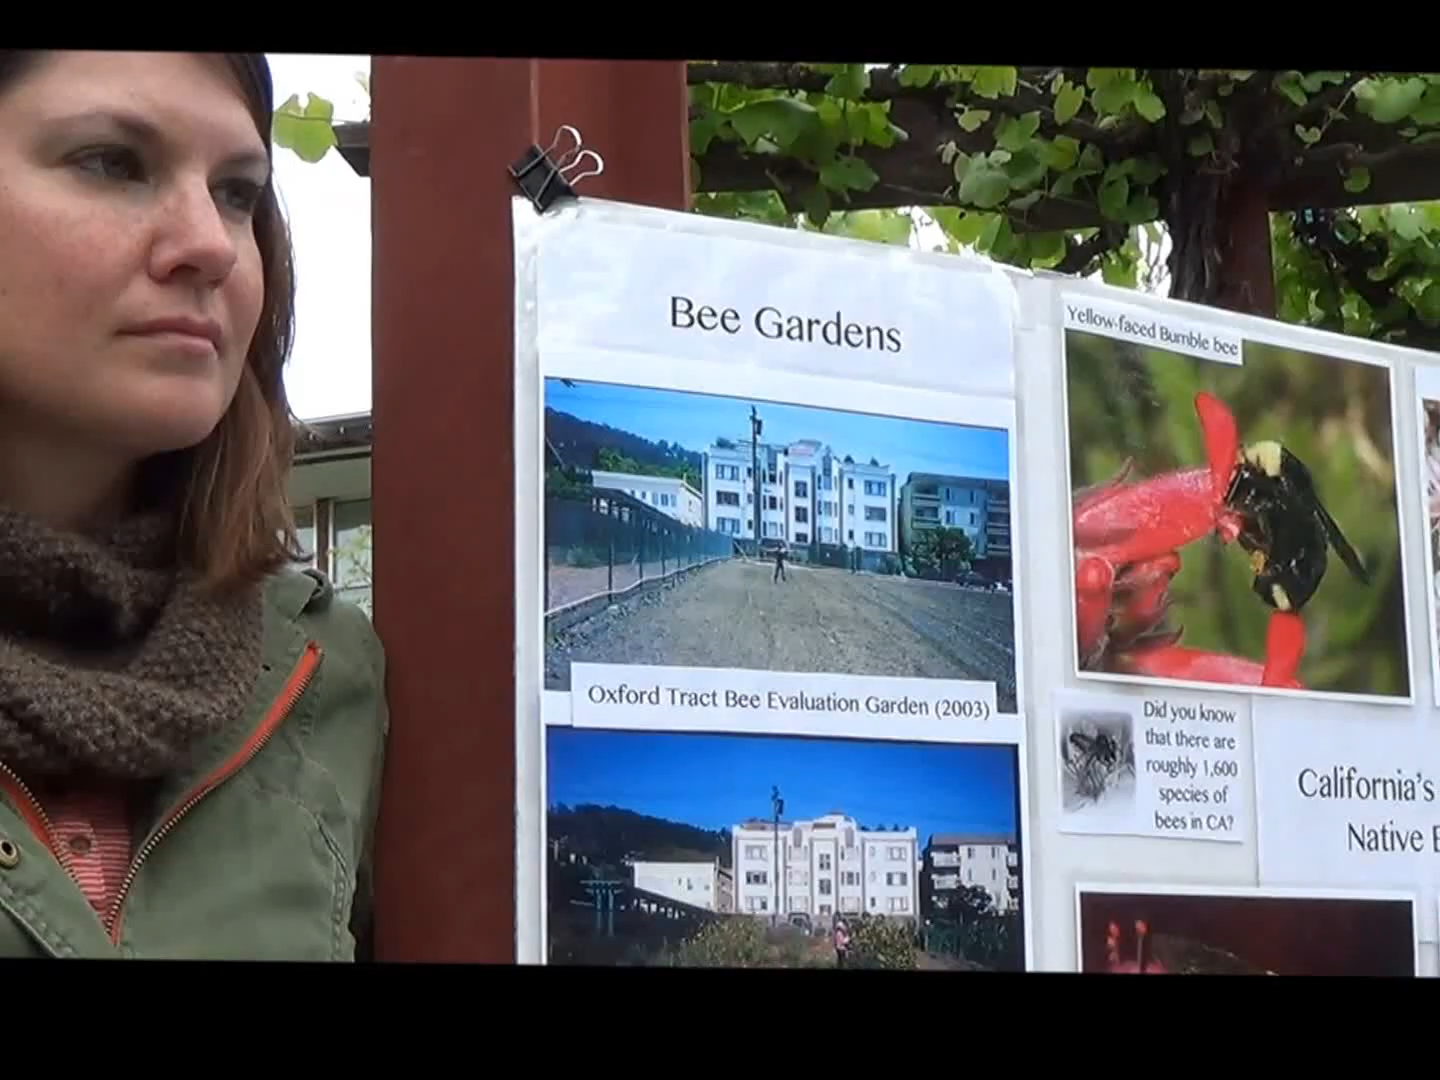 Bee Gardens
Oxford Tract Bee Evaluation Garden (2003)
Yellow-faced Bumble bee
Did you know
that there are
roughly 1,600
species of
bees in CA?
California's
Native